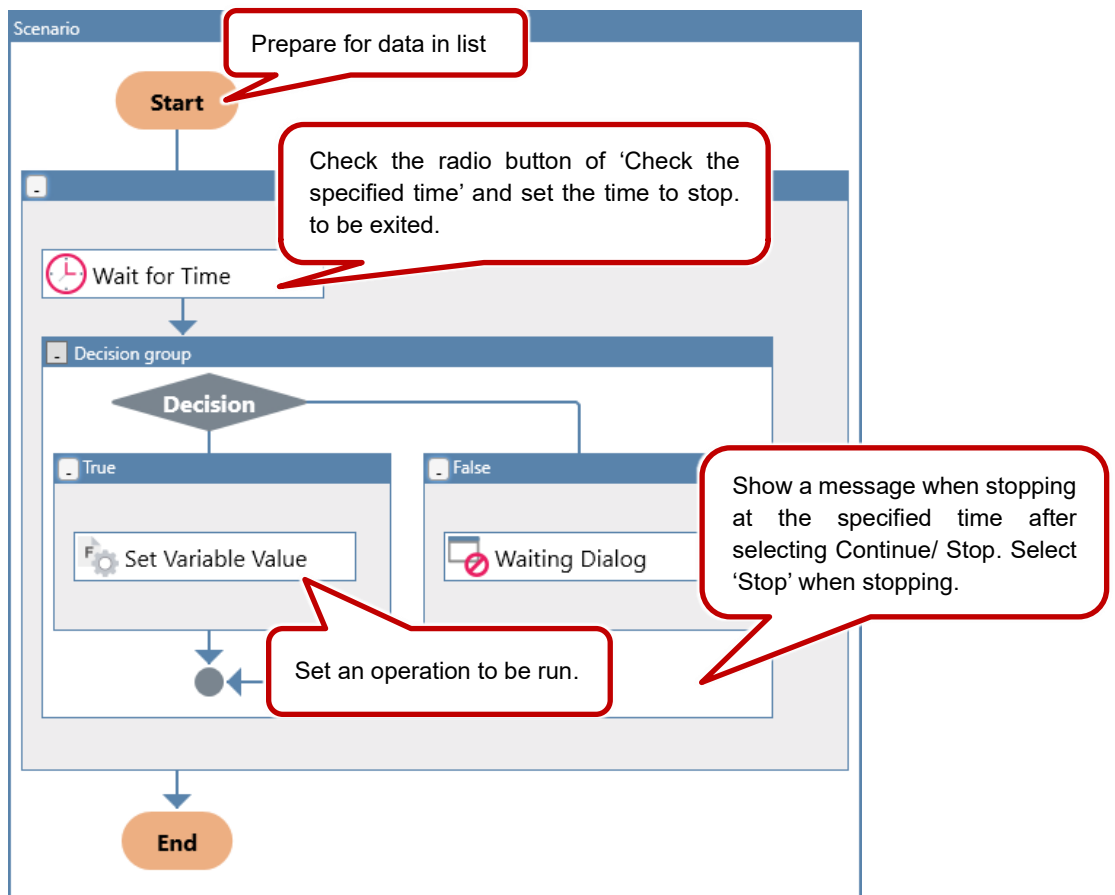 Scenario
Prepare for data in list
Start
Check the radio button of ‘Check the
specified time’ and set the time to stop.
to be exited.
Wait for Time
Decision group
Decision
True
False
Set Variable Value
Waiting Dialog
Show a message when stopping
at the specified time after
selecting Continue/ Stop. Select
‘Stop’ when stopping.
Set an operation to be run.
End